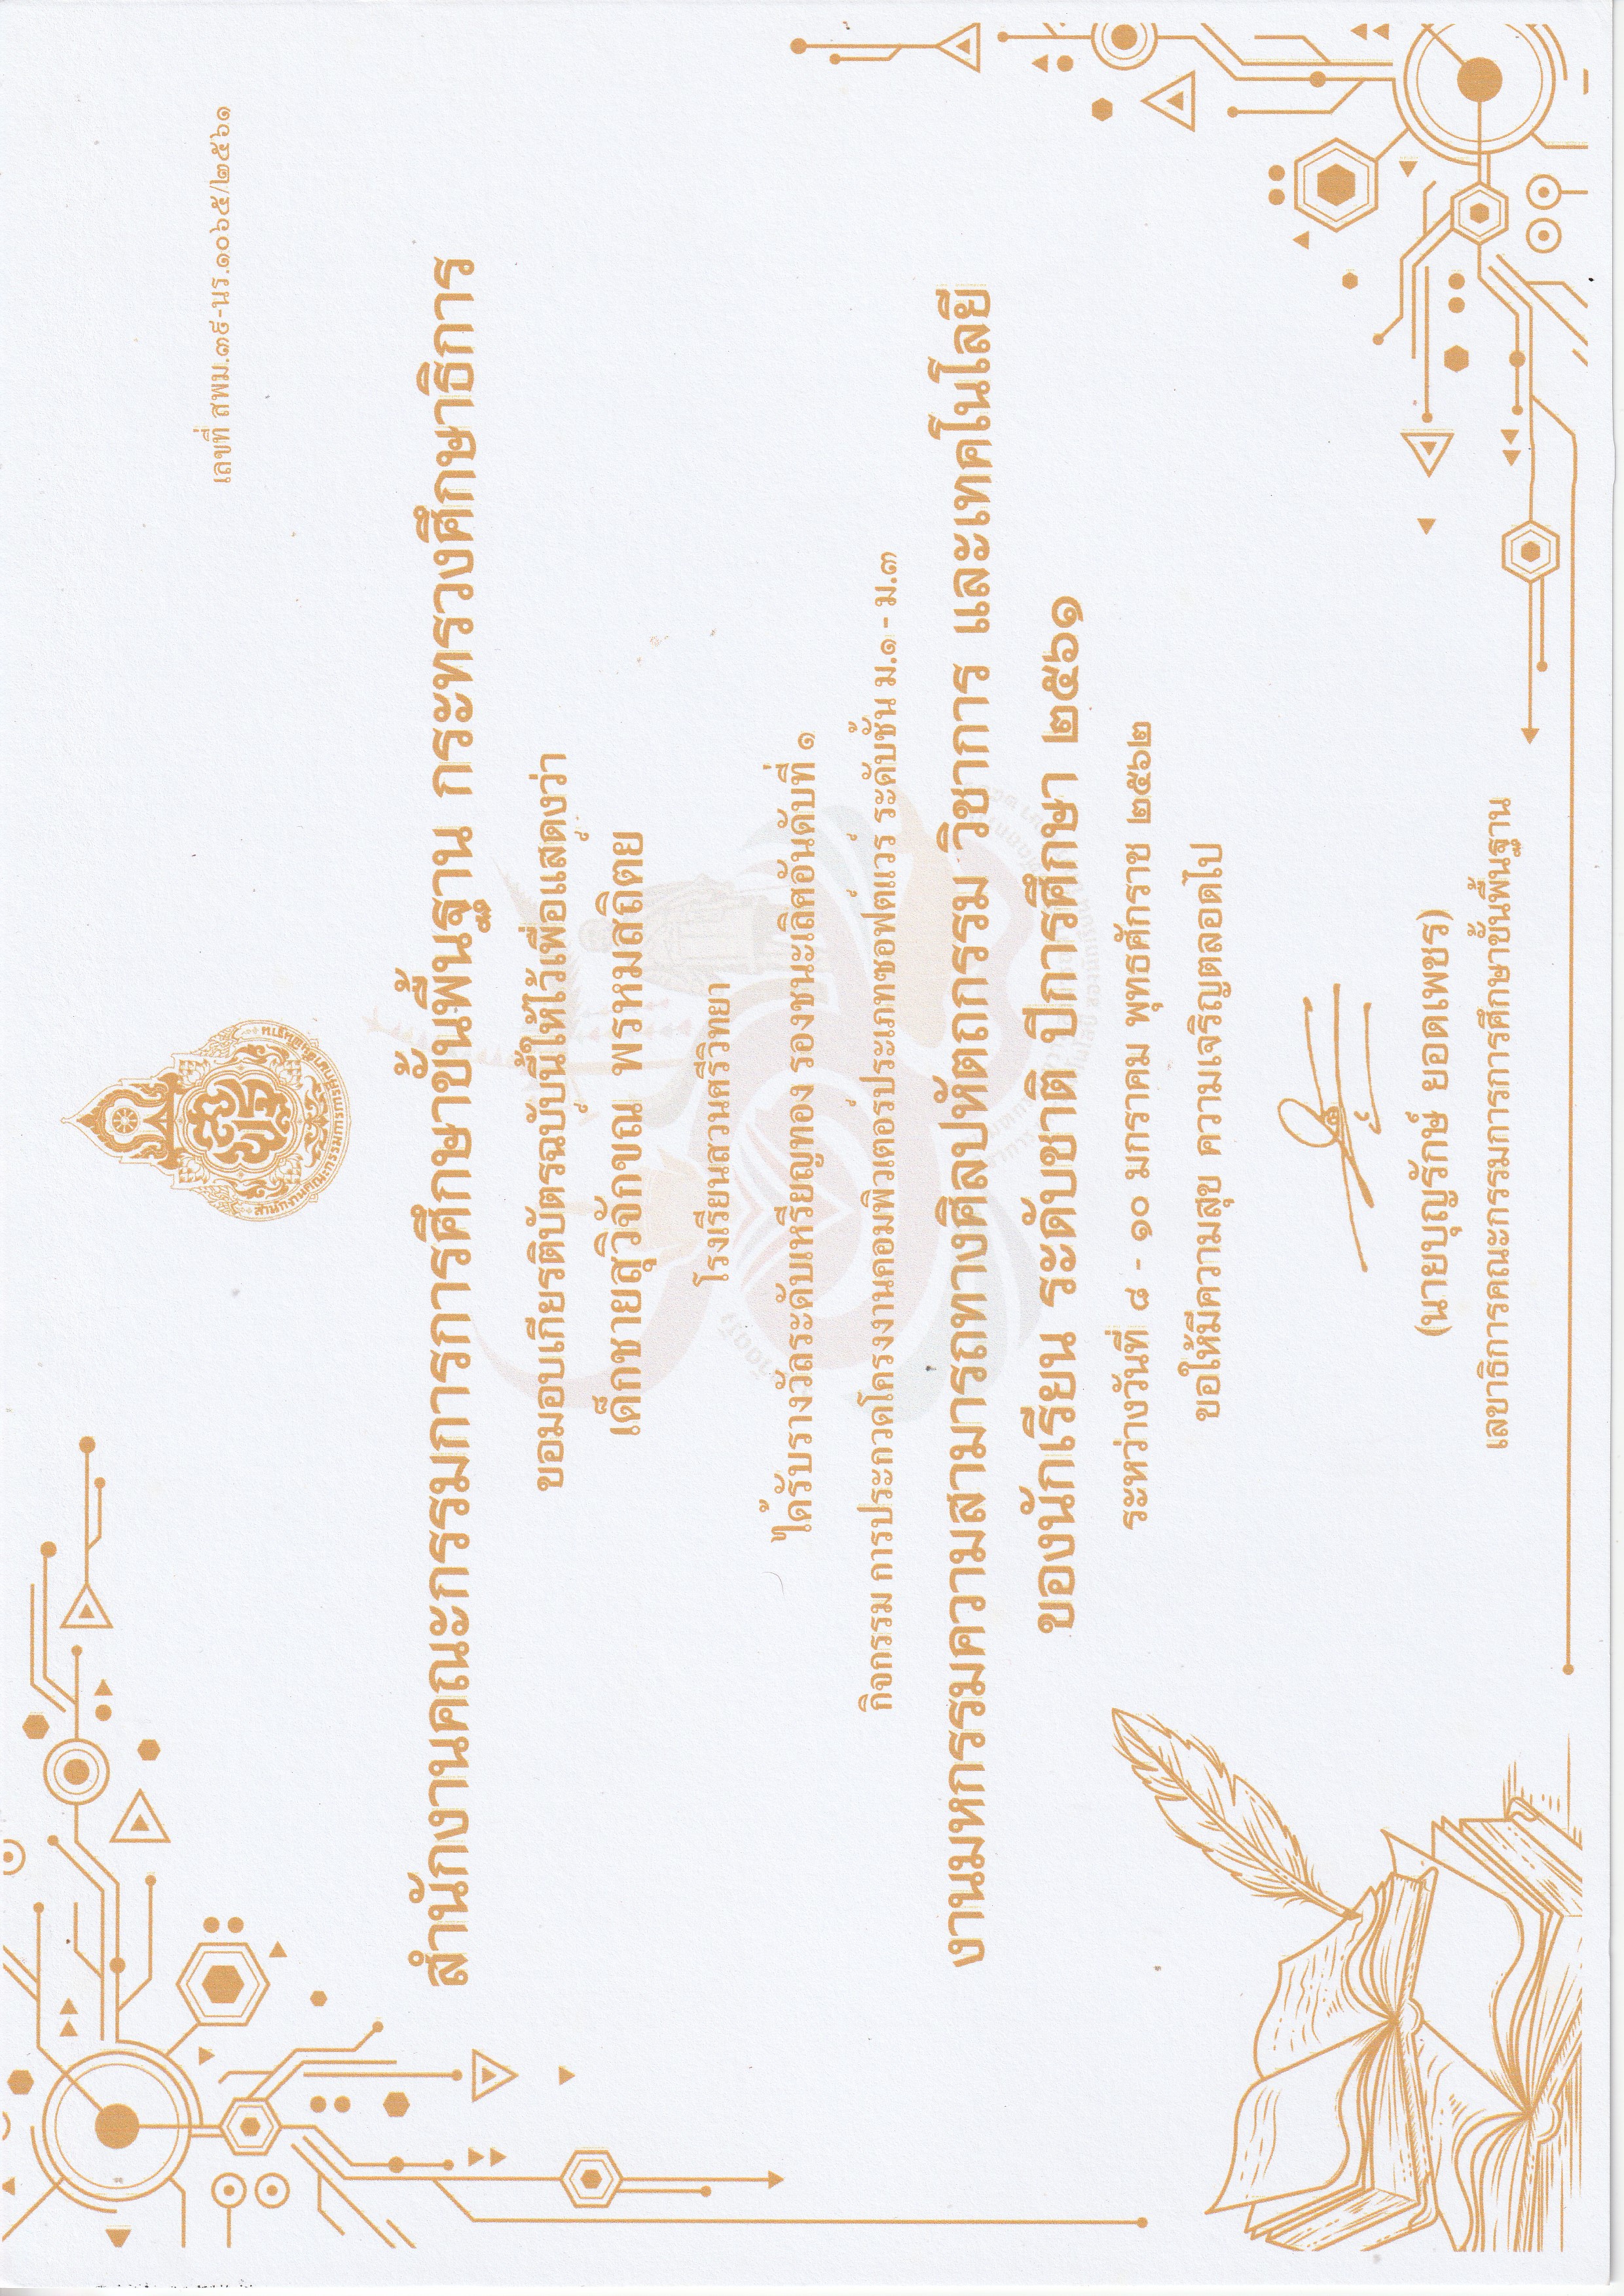 เลขที่ สพม.๓๙-นร.๑๐๖๕/๒๕๖๑
สำนักงานคณะกรรมการการศึกษาขั้นพื้นฐาน
สำนักงานคณะกรรมการการศึกษาขั้นพื้นฐาน กระทรวงศึกษาธิการ
ขอมอบเกียรติบัตรฉบับนี้ให้ไว้เพื่อแสดงว่า
เด็กชายสุวิจักขณ์ พรหมสถิตย์
โรงเรียนสวนศรีวิทยา
ได้รับรางวัลระดับเหรียญทอง รองชนะเลิศอันดับที่ ๑
กิจกรรม การประกวดโครงงานคอมพิวเตอร์ประเภทซอฟต์แวร์ ระดับชั้น ม.๑ - ม.๓
งานมหกรรมความสามารถทางศิลปหัตถกรรม วิชาการ และเทคโนโลยี
ของนักเรียน ระดับชาติ ปีการศึกษา ๒๕๖๑
ระหว่างวันที่ ๘ - ๑๐ มกราคม พุทธศักราช ๒๕๖๒
ขอให้มีความสุข ความเจริญตลอดไป
(นายบุญรักษ์ ยอดเพชร)
เลขาธิการคณะกรรมการการศึกษาขั้นพื้นฐาน